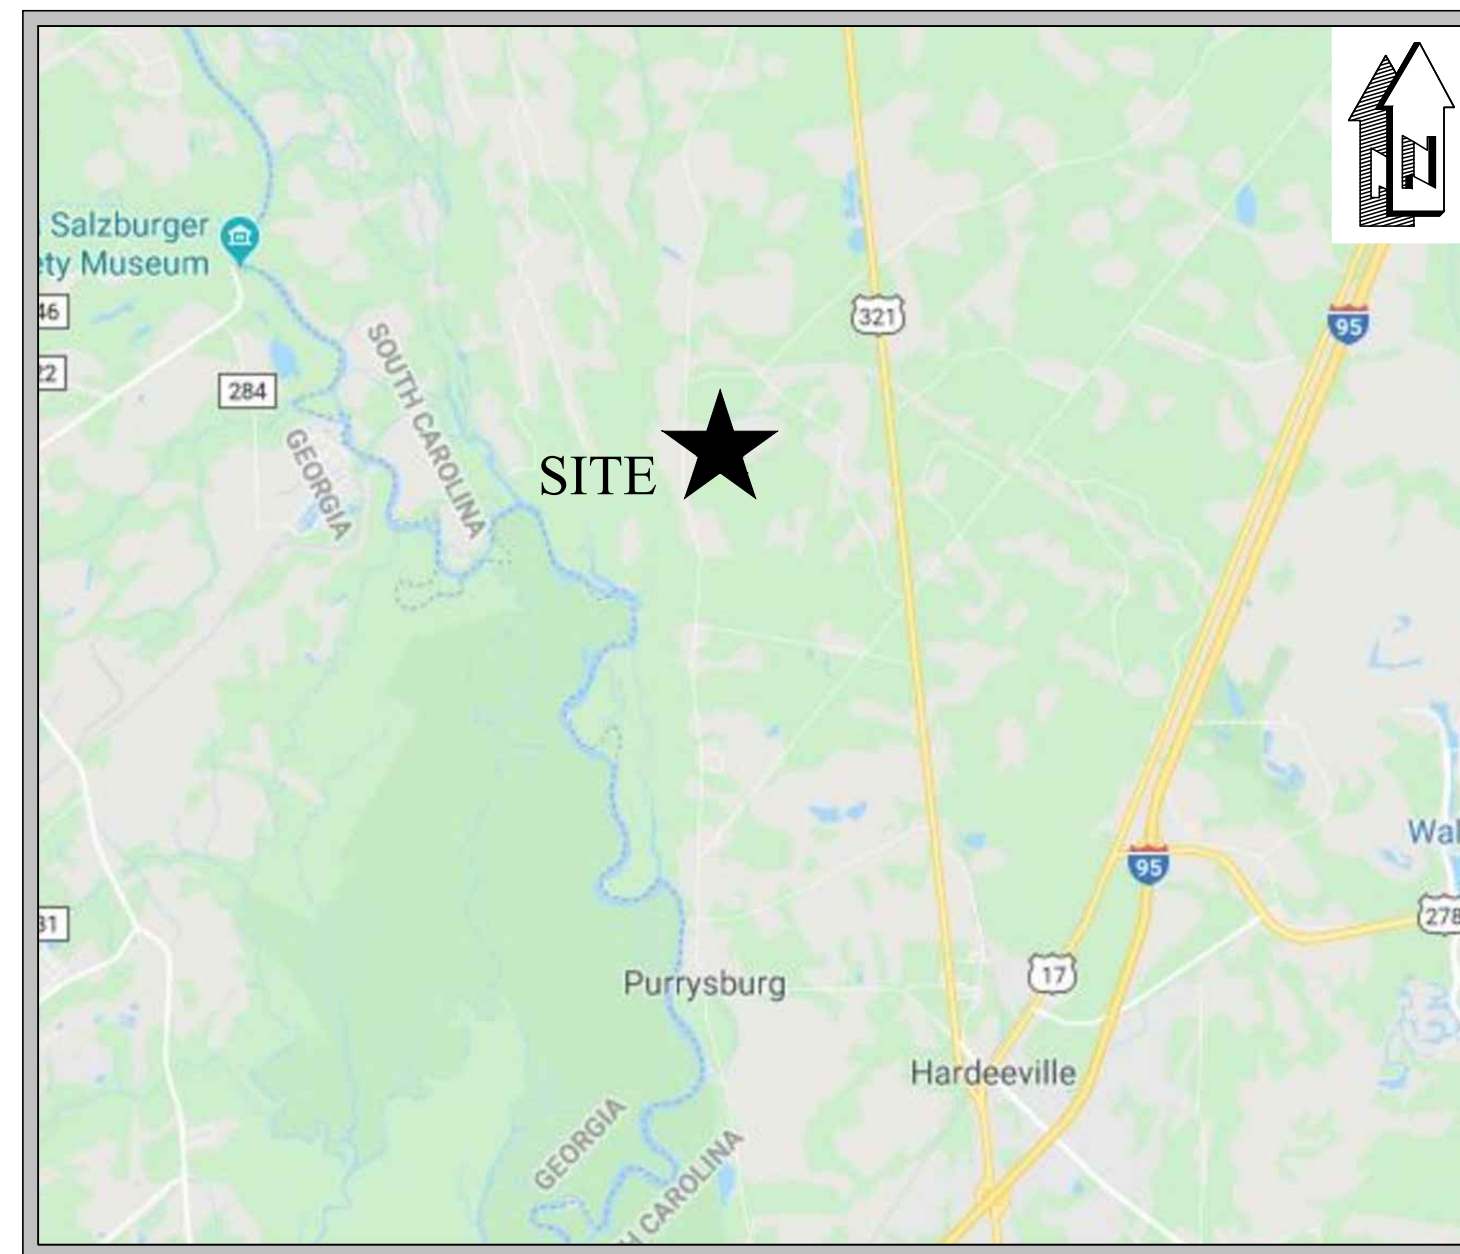 N
Salzburger
ety Museum
46
22
284
321
95
SOUTH CAROLINA
GEORGIA
SITE
Wal
95
278
31
17
Purrysburg
Hardeeville
GEORGIA
H CAROLINA